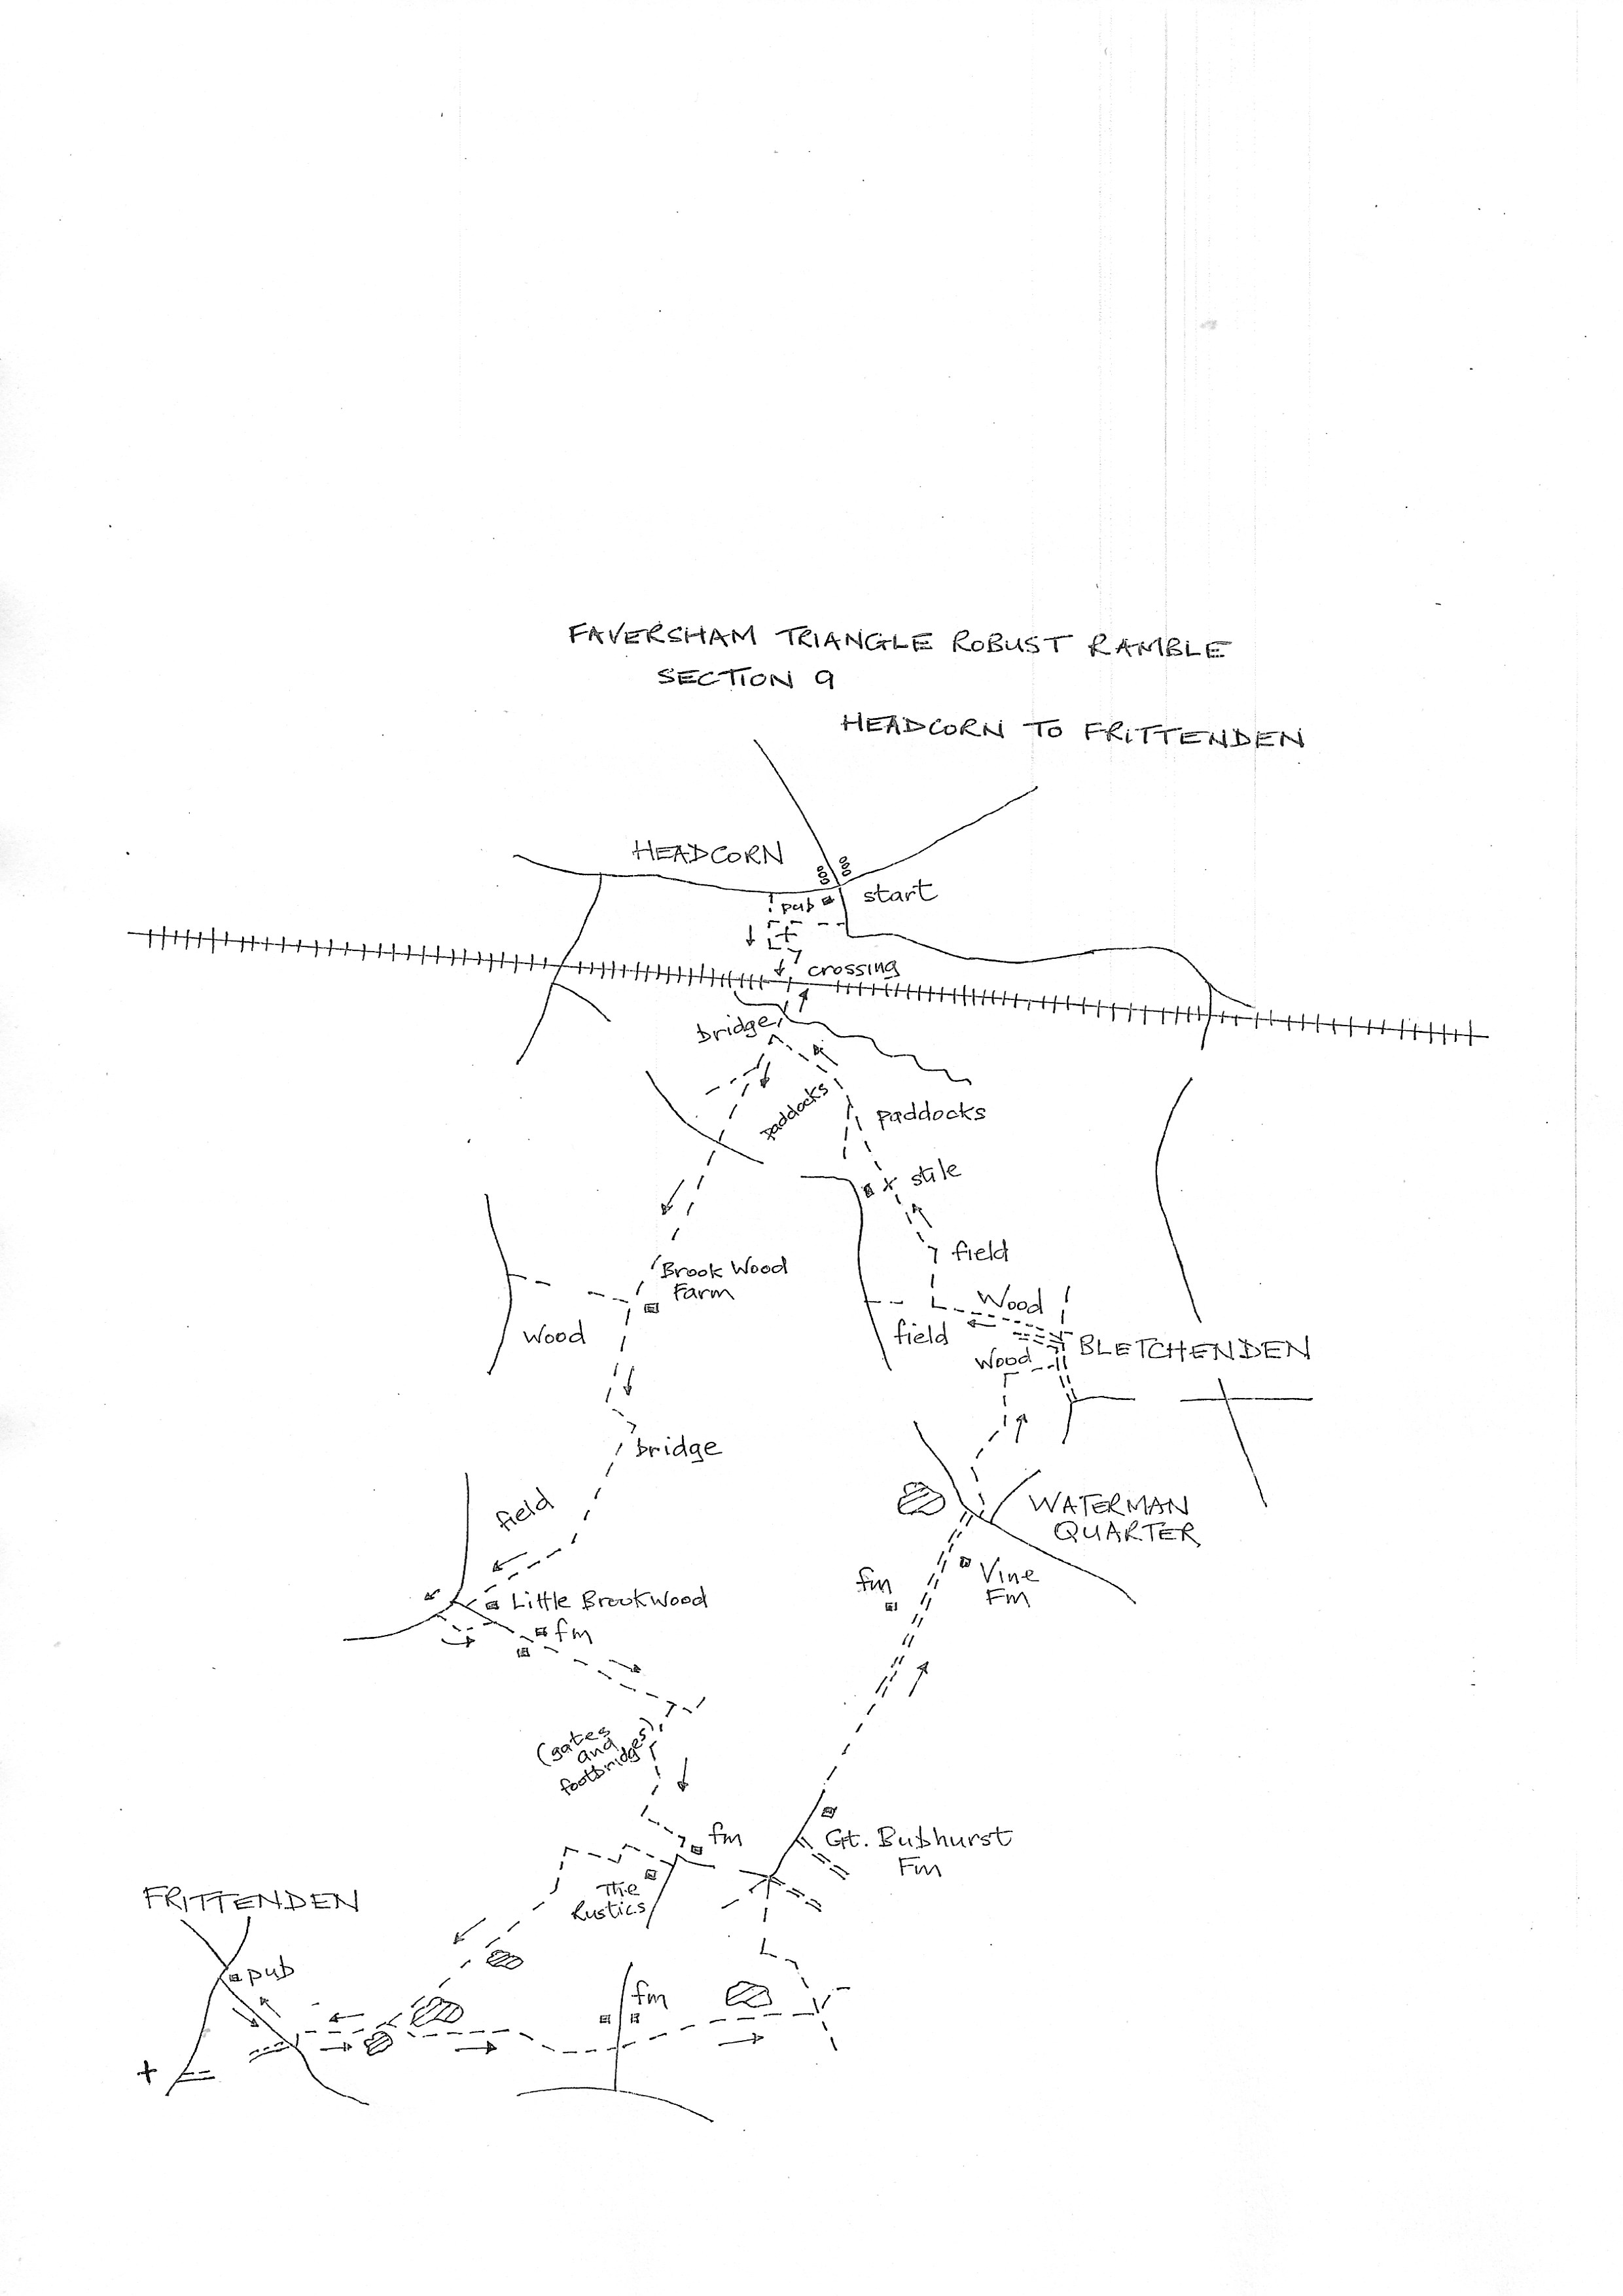 FAVERSHAM TRIANGLE ROBUST RAMBLE
SECTION 9
HEADCORN TO FRITTENDEN
HEADCORN
start
pub
crossing
bridge
paddocks
paddocks
stile
field
Brook Wood
Farm
wood
Wood
field
BLETCHENDEN
Wood
bridge
field
WATERMAN
QUARTER
Vine
Fm
fm
Little Brookwood
fm
(gates
and
footbridges)
fm
Gt. Bubhurst
Fm
The
Rustics
FRITTENDEN
pub
fm